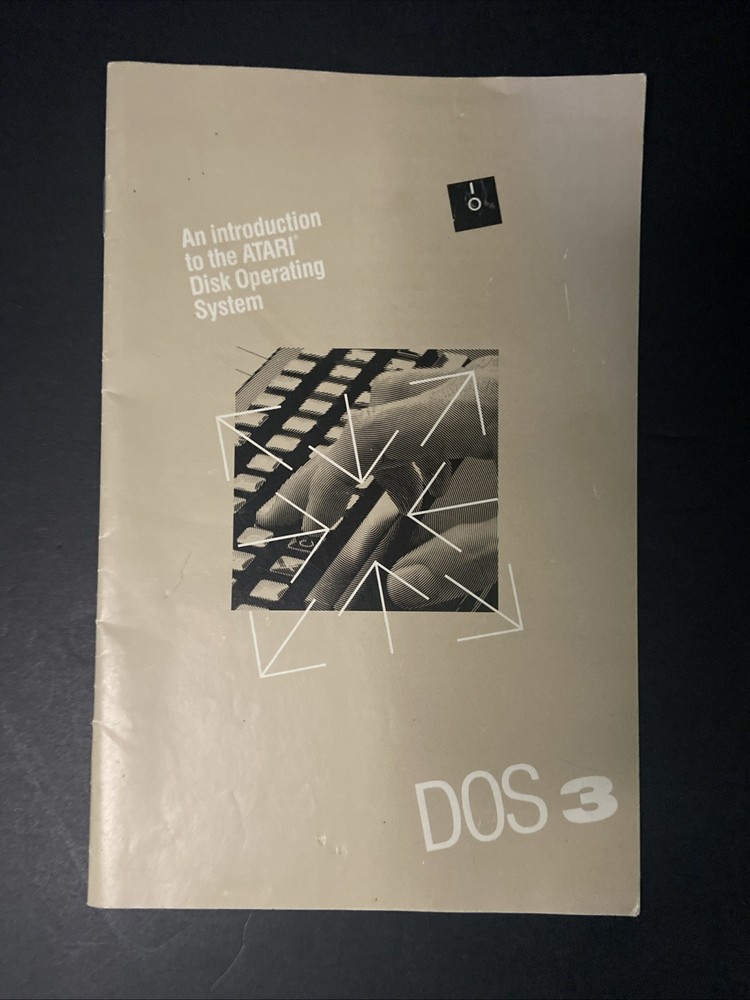 An introduction
to the ATARI®
Disk Operating
System
C
X
DOS 3